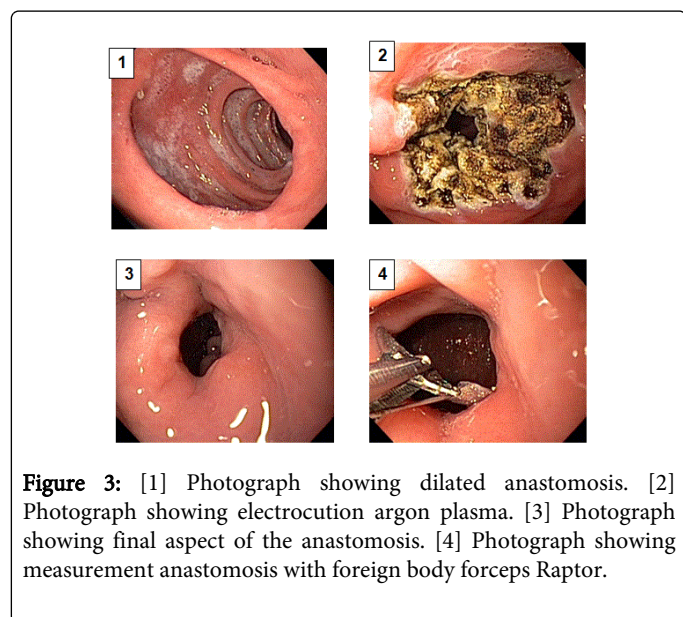 1
2
3
4
Figure 3: [1] Photograph showing dilated anastomosis. [2]
Photograph showing electrocution argon plasma. [3] Photograph
showing final aspect of the anastomosis. [4] Photograph showing
measurement anastomosis with foreign body forceps Raptor.